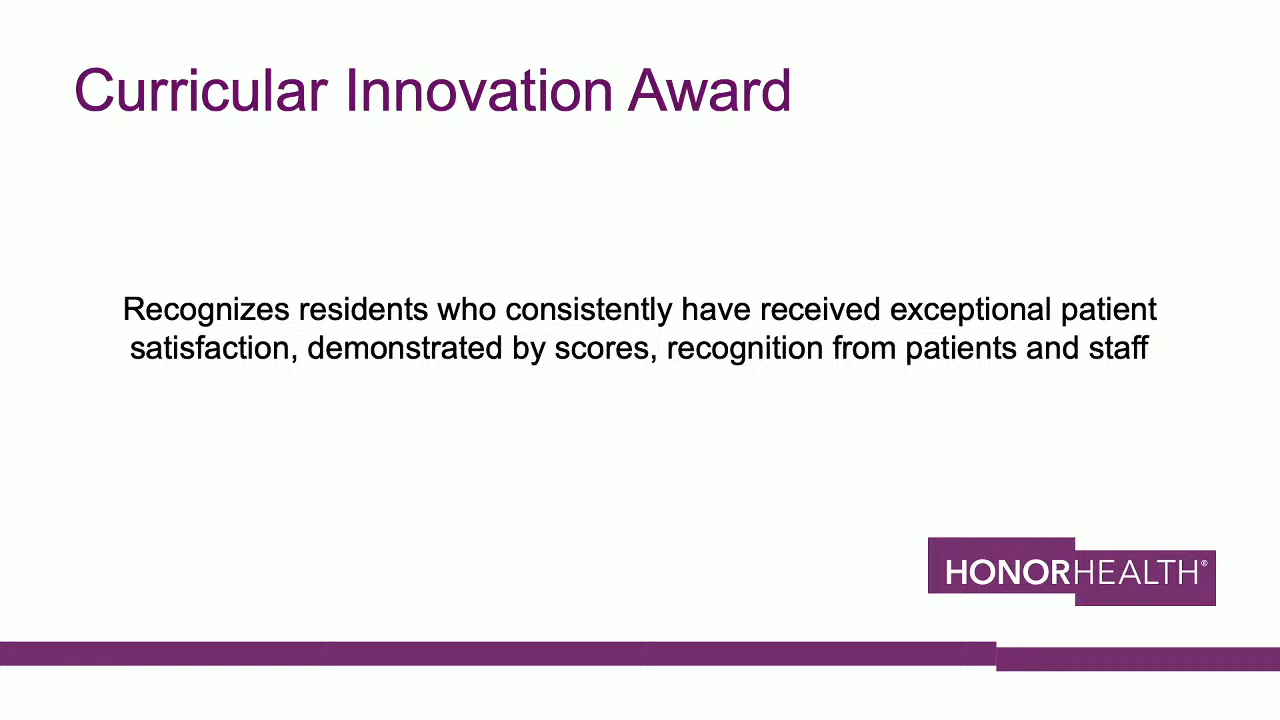 Curricular Innovation Award
Recognizes residents who consistently have received exceptional patient
satisfaction, demonstrated by scores, recognition from patients and staff
HONORHEALTH®